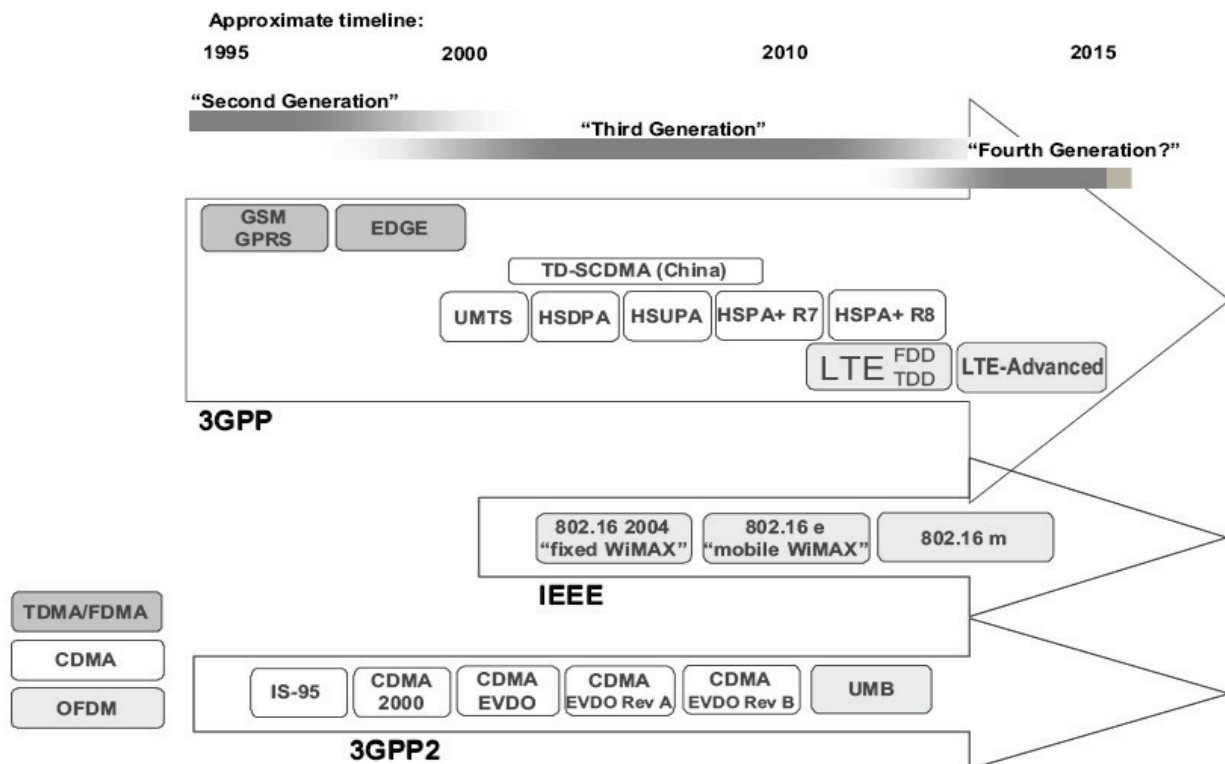 Approximate timeline:
1995 2000 2010 2015
“Second Generation”
“Third Generation”
“Fourth Generation?”
GSM
GPRS
EDGE
TD-SCDMA (China)
UMTS
HSDPA
HSUPA
HSPA+ R7
HSPA+ R8
LTE FDD
TDD
LTE-Advanced
3GPP
802.16 2004
“fixed WiMAX”
802.16 e
“mobile WiMAX”
802.16 m
IEEE
TDMA/FDMA
CDMA
OFDM
IS-95
CDMA
2000
CDMA
EVDO
CDMA
EVDO Rev A
CDMA
EVDO Rev B
UMB
3GPP2